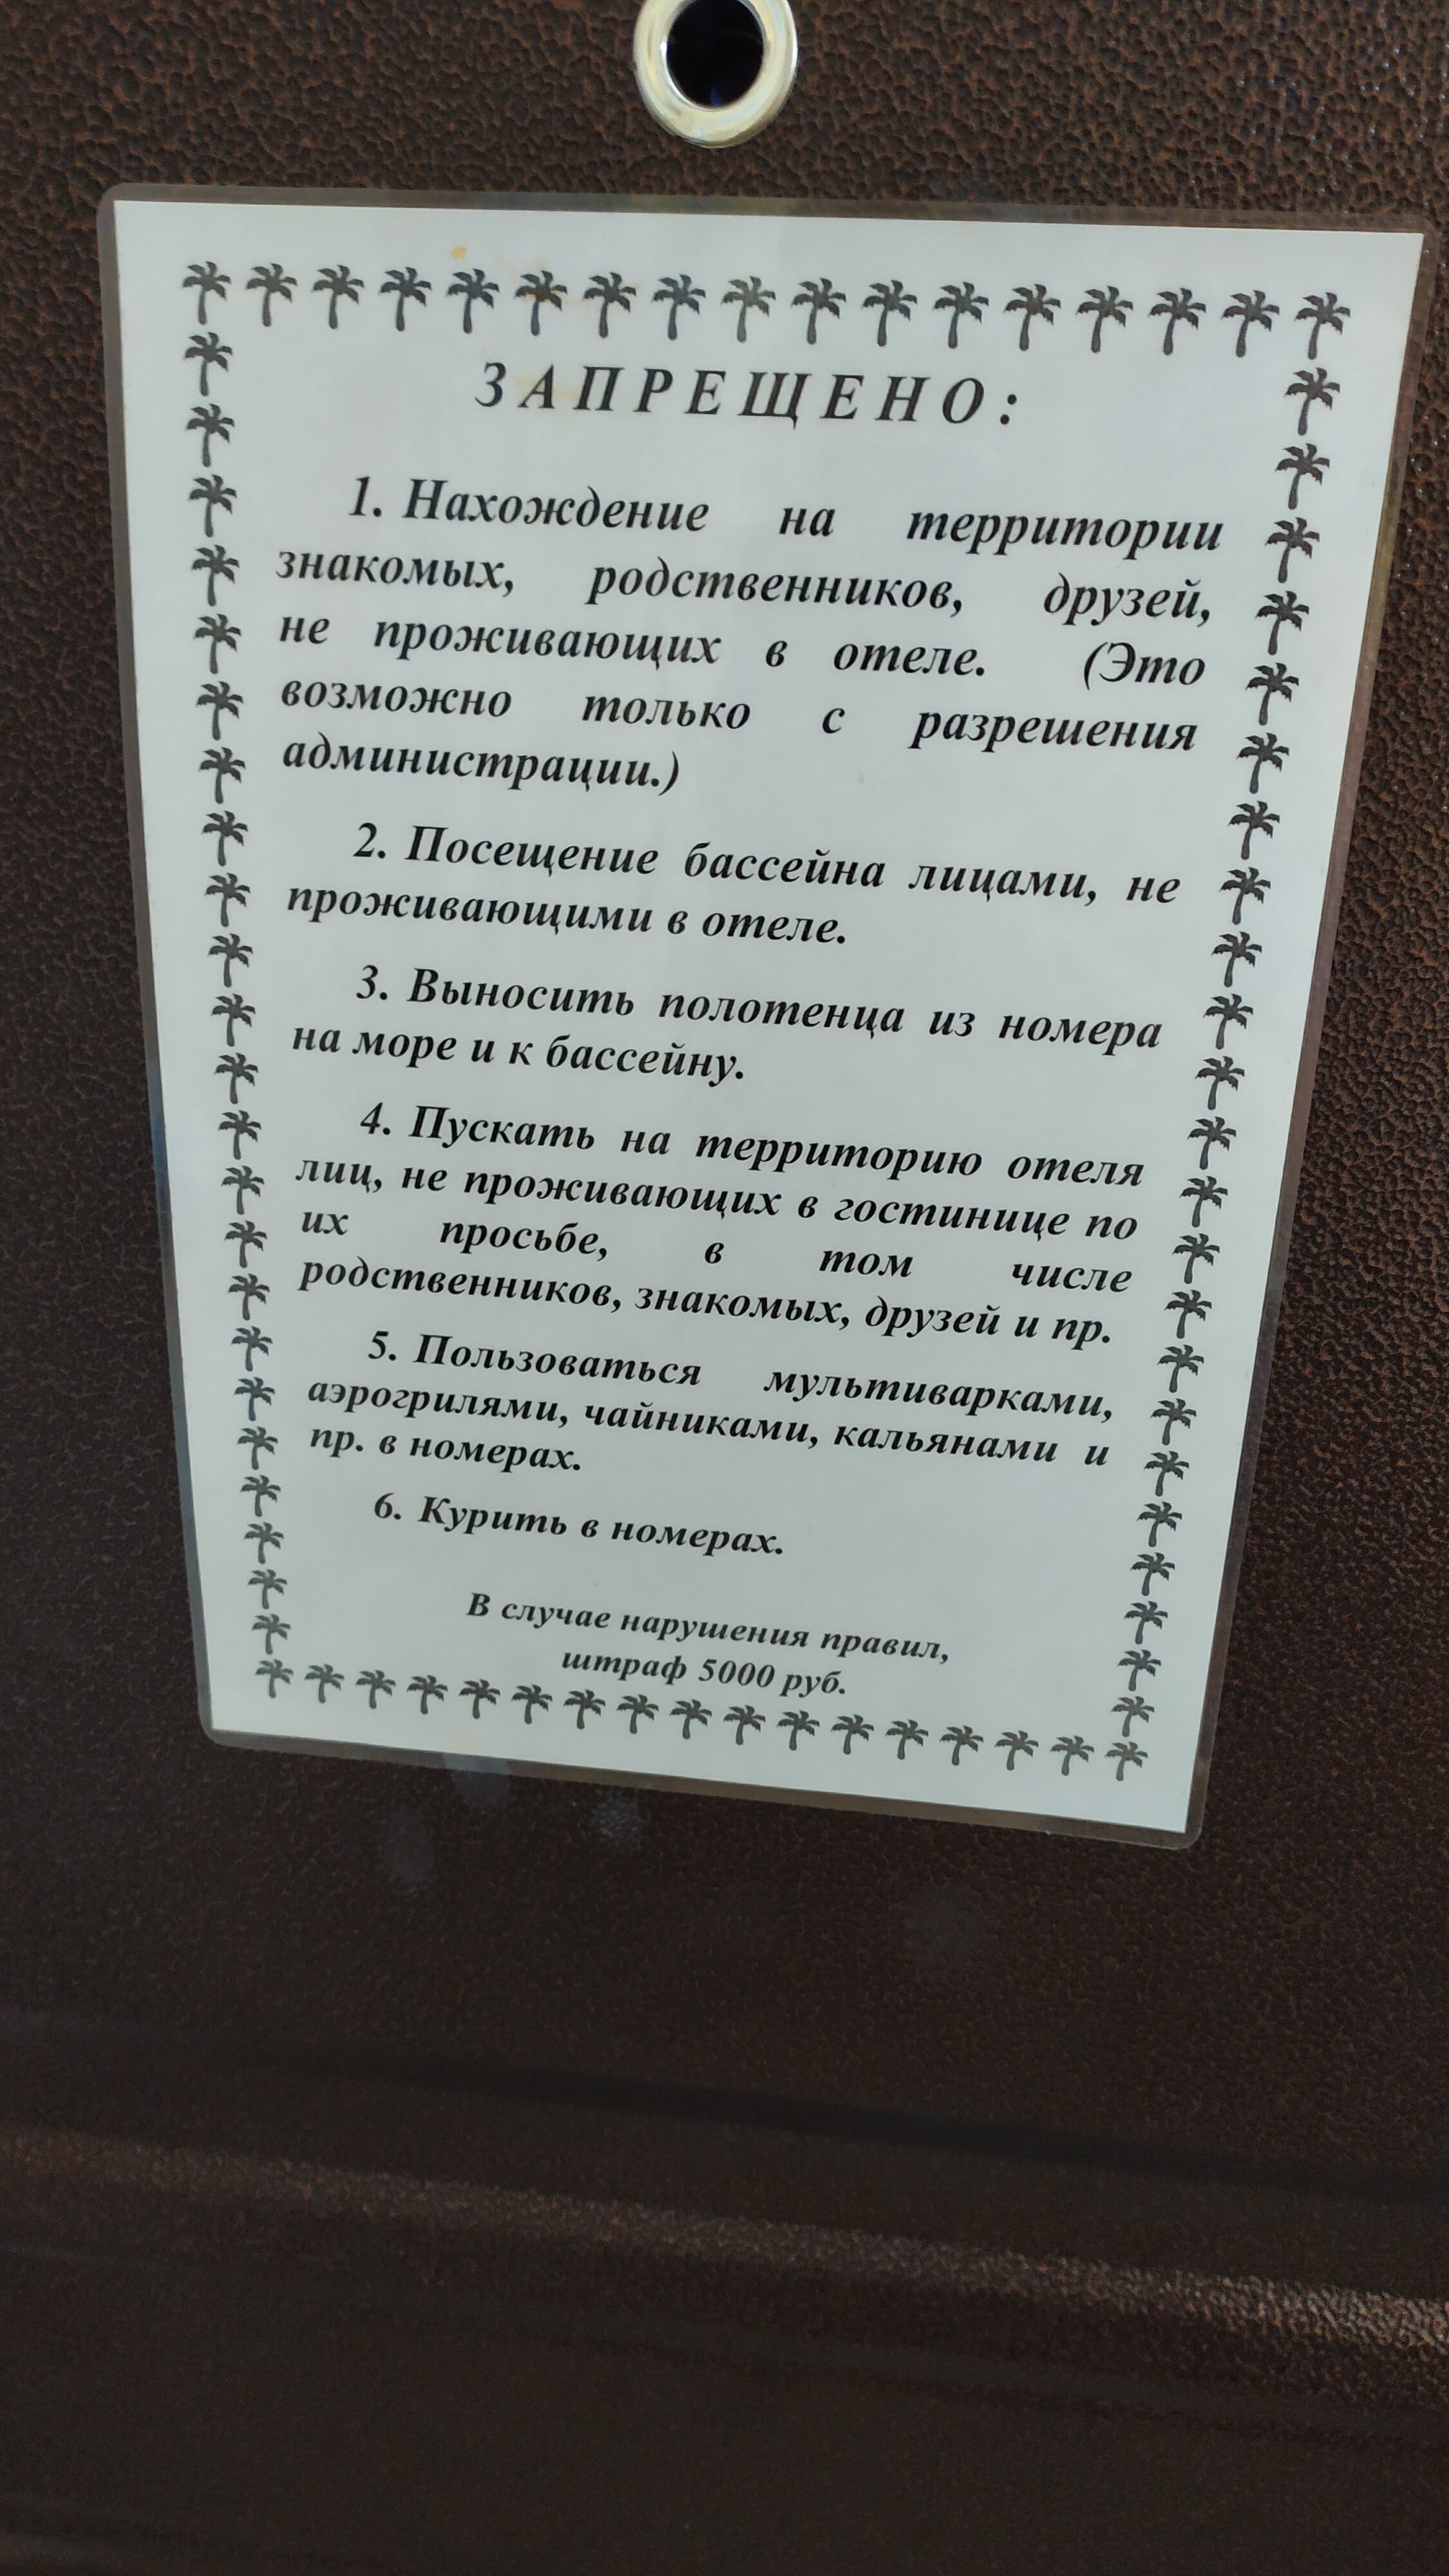 ЗАПРЕЩЕНО:
1. Нахождение на территории
знакомых, родственников, друзей,
не проживающих в отеле. (Это
возможно только с разрешения
администрации.)
2. Посещение бассейна лицами, не
проживающими в отеле.
3. Выносить полотенца из номера
на море и к бассейну.
4. Пускать на территорию отеля
лиц, не проживающих в гостинице по
их просьбе, в том числе
родственников, знакомых, друзей и пр.
5. Пользоваться мультиварками,
аэрогрилями, чайниками, кальянами и
пр. в номерах.
6. Курить в номерах.
В случае нарушения правил,
штраф 5000 руб.